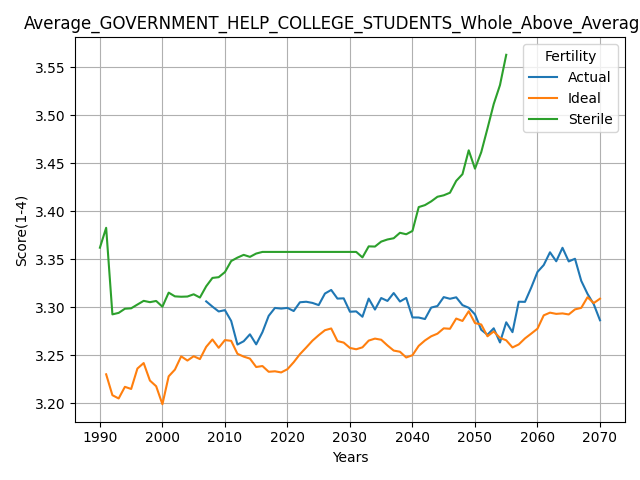 Average_GOVERNMENT_HELP_COLLEGE_STUDENTS_Whole_Above_Averag
Fertility
Actual
Ideal
Sterile
3.55
3.50
3.45
3.40
3.35
3.30
3.25
3.20
Score(1-4)
1990 2000 2010 2020 2030 2040 2050 2060 2070
Years